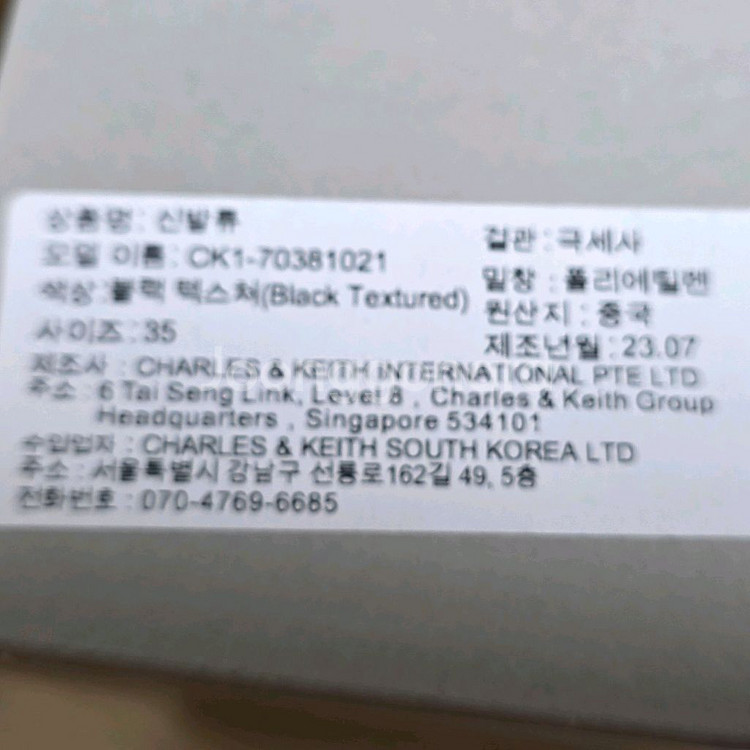 상품명 : 신발류
모델 이름 : CK1-70381021
색상 : 블랙 텍스처(Black Textured)
사이즈 : 35
겉판 : 극세사
밑창 : 폴리에틸렌
원산지 : 중국
제조년월 : 23.07
제조사 : CHARLES & KEITH INTERNATIONAL PTE LTD
주소 : 6 Tai Seng Link, Level 8 , Charles & Keith Group
Headquarters , Singapore 534101
수입업자 : CHARLES & KEITH SOUTH KOREA LTD
주소 : 서울특별시 강남구 선릉로162길 49, 5층
전화번호 : 070-4769-6685